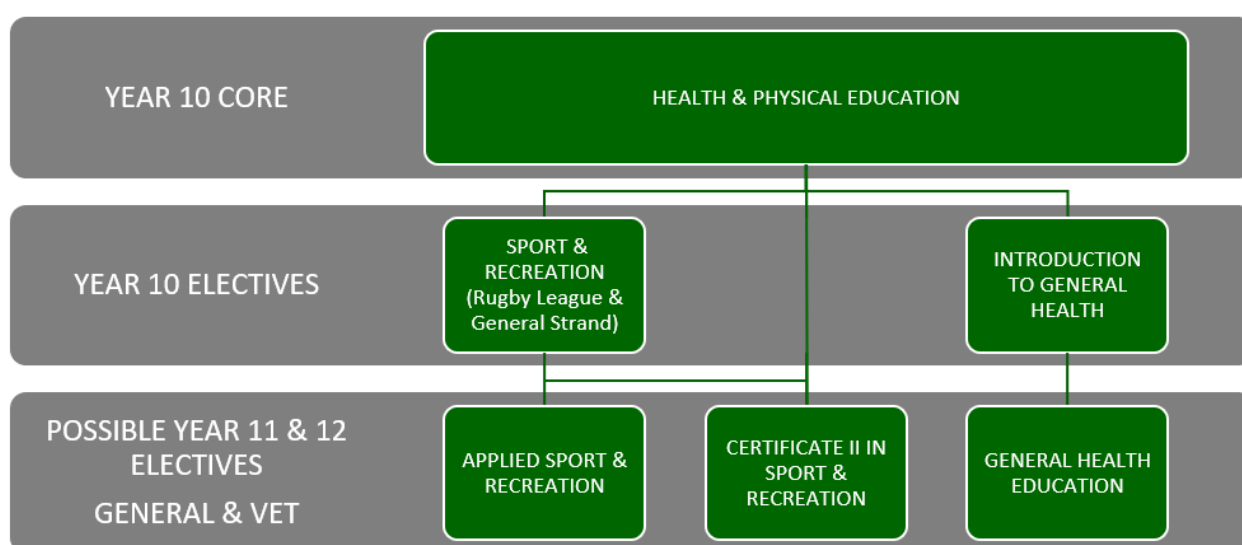 YEAR 10 CORE
HEALTH & PHYSICAL EDUCATION
YEAR 10 ELECTIVES
SPORT &
RECREATION
(Rugby League &
General Strand)
INTRODUCTION
TO GENERAL
HEALTH
POSSIBLE YEAR 11 & 12
ELECTIVES
GENERAL & VET
APPLIED SPORT &
RECREATION
CERTIFICATE II IN
SPORT &
RECREATION
GENERAL HEALTH
EDUCATION